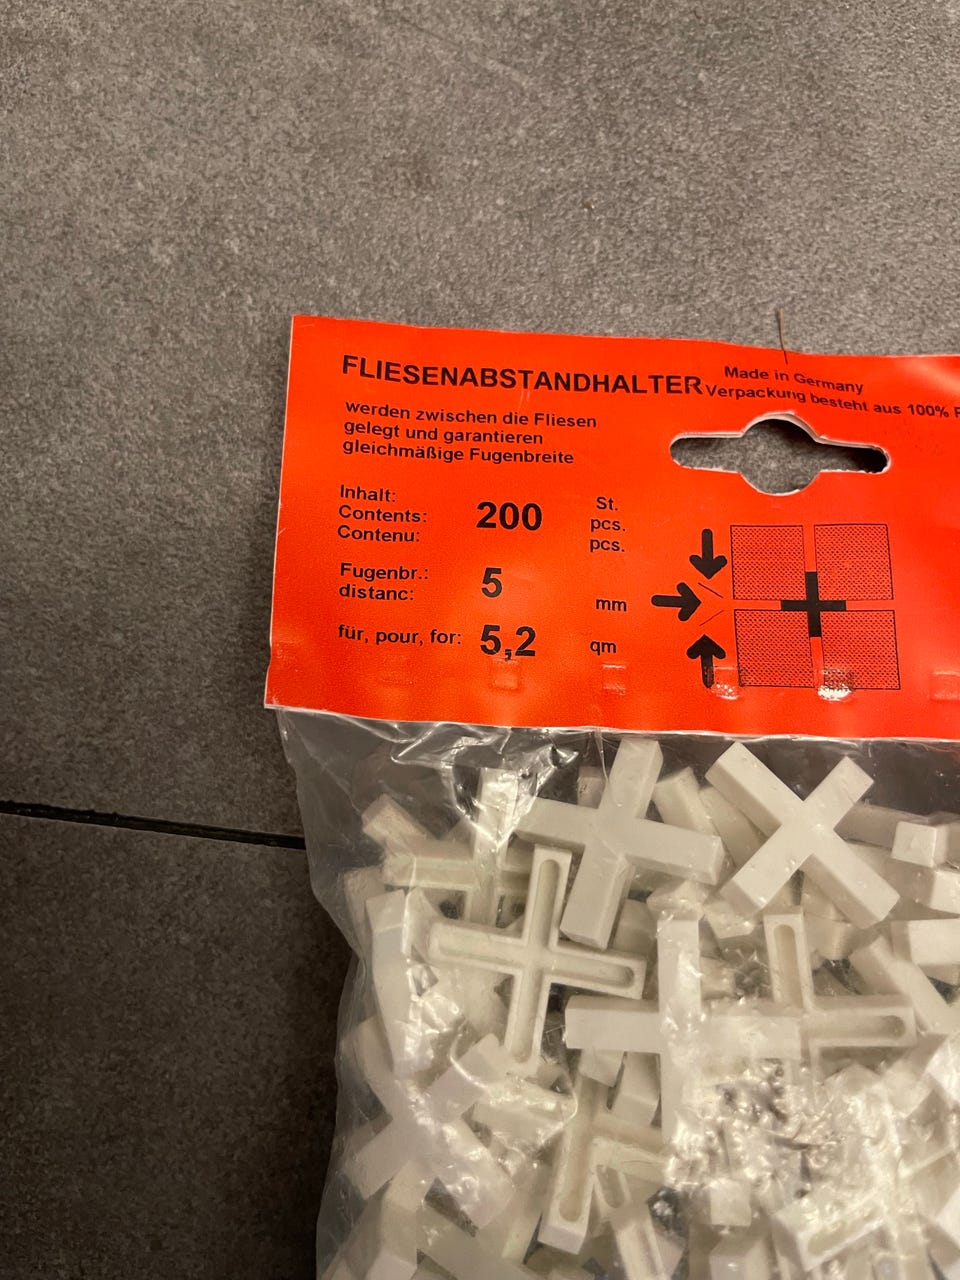 FLIESENABSTANDHALTER
Made in Germany
Verpackung besteht aus 100%
werden zwischen die Fliesen
gelegt und garantieren
gleichmäßige Fugenbreite
Inhalt:
Contents:
Contenu:
200
St.
pcs.
pcs.
Fugenbr.:
distanc:
5
mm
für, pour, for: 5,2 qm